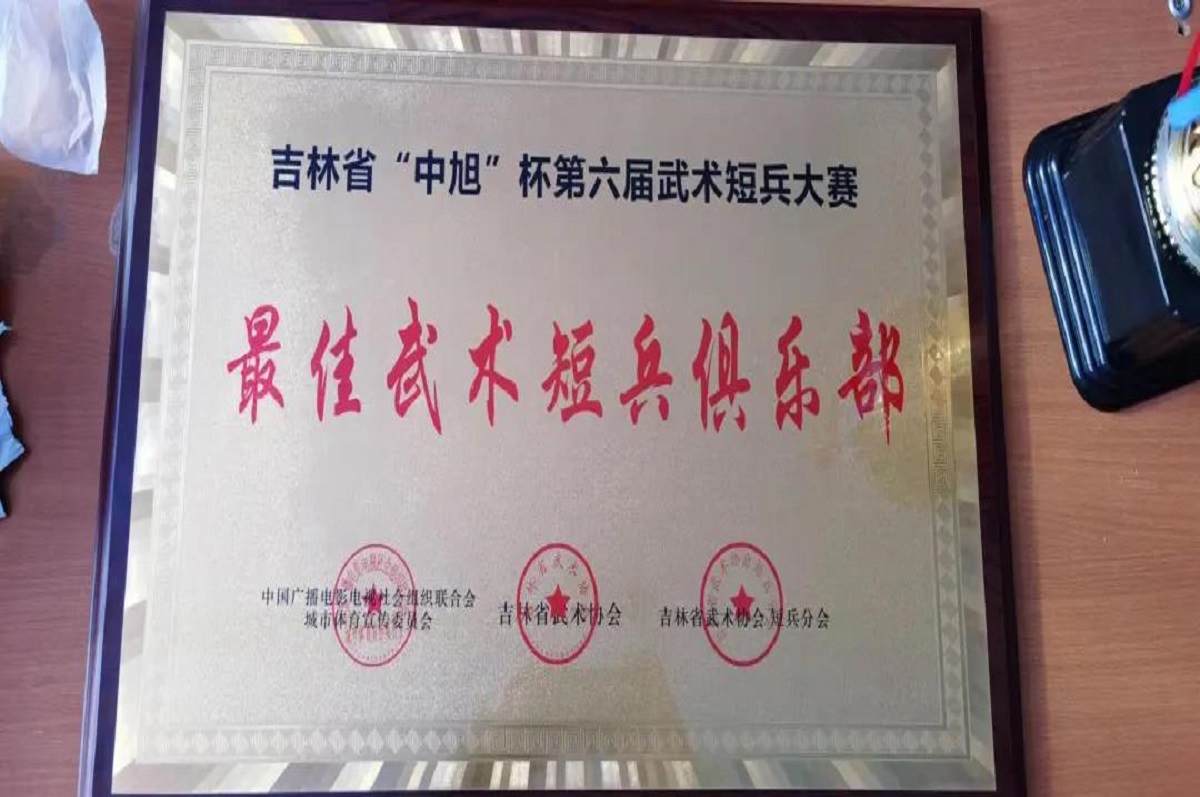 吉林省“中旭”杯第六届武术短兵大赛
最佳武术短兵俱乐部
中国广播电影电视社会组织联合会
城市体育宣传委员会
吉林省武术协会
吉林省武术协会 短兵分会